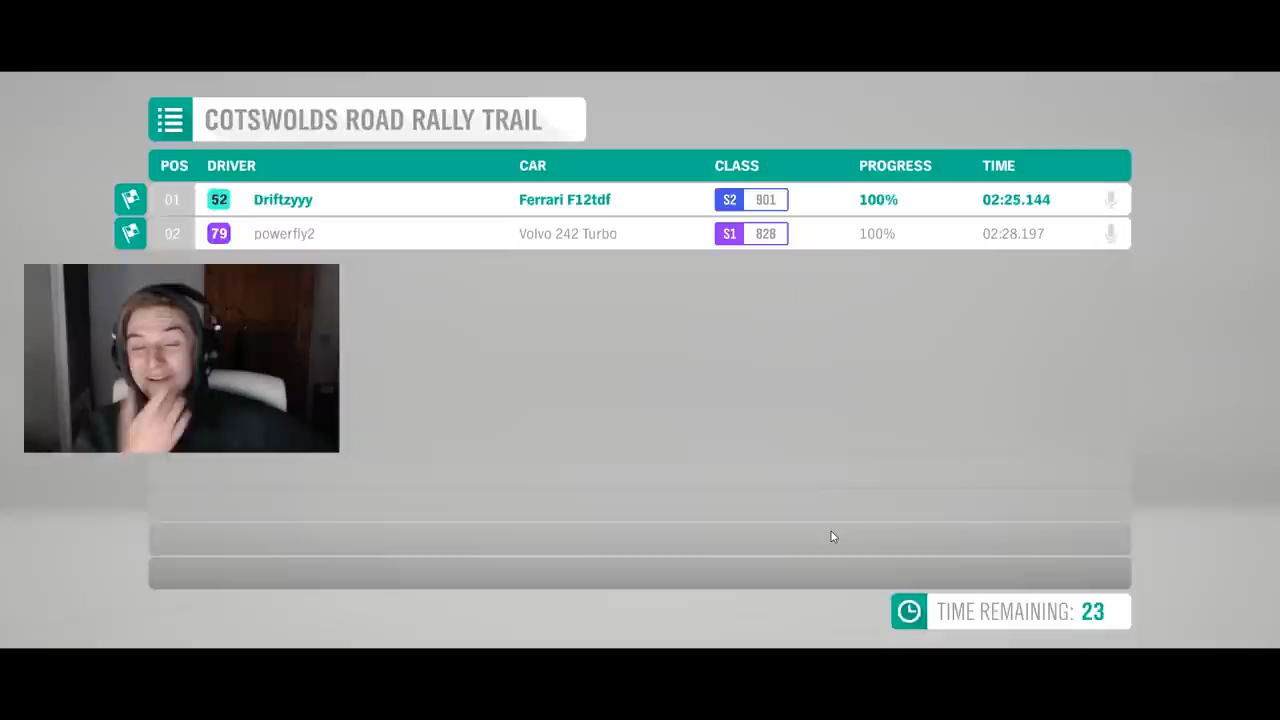 COTSWOLDS ROAD RALLY TRAIL
POS DRIVER CAR CLASS PROGRESS TIME
01 52 Driftzyyy Ferrari F12tdf S2 901 100% 02:25.144
02 79 powerfly2 Volvo 242 Turbo S1 828 100% 02:28.197
TIME REMAINING: 23